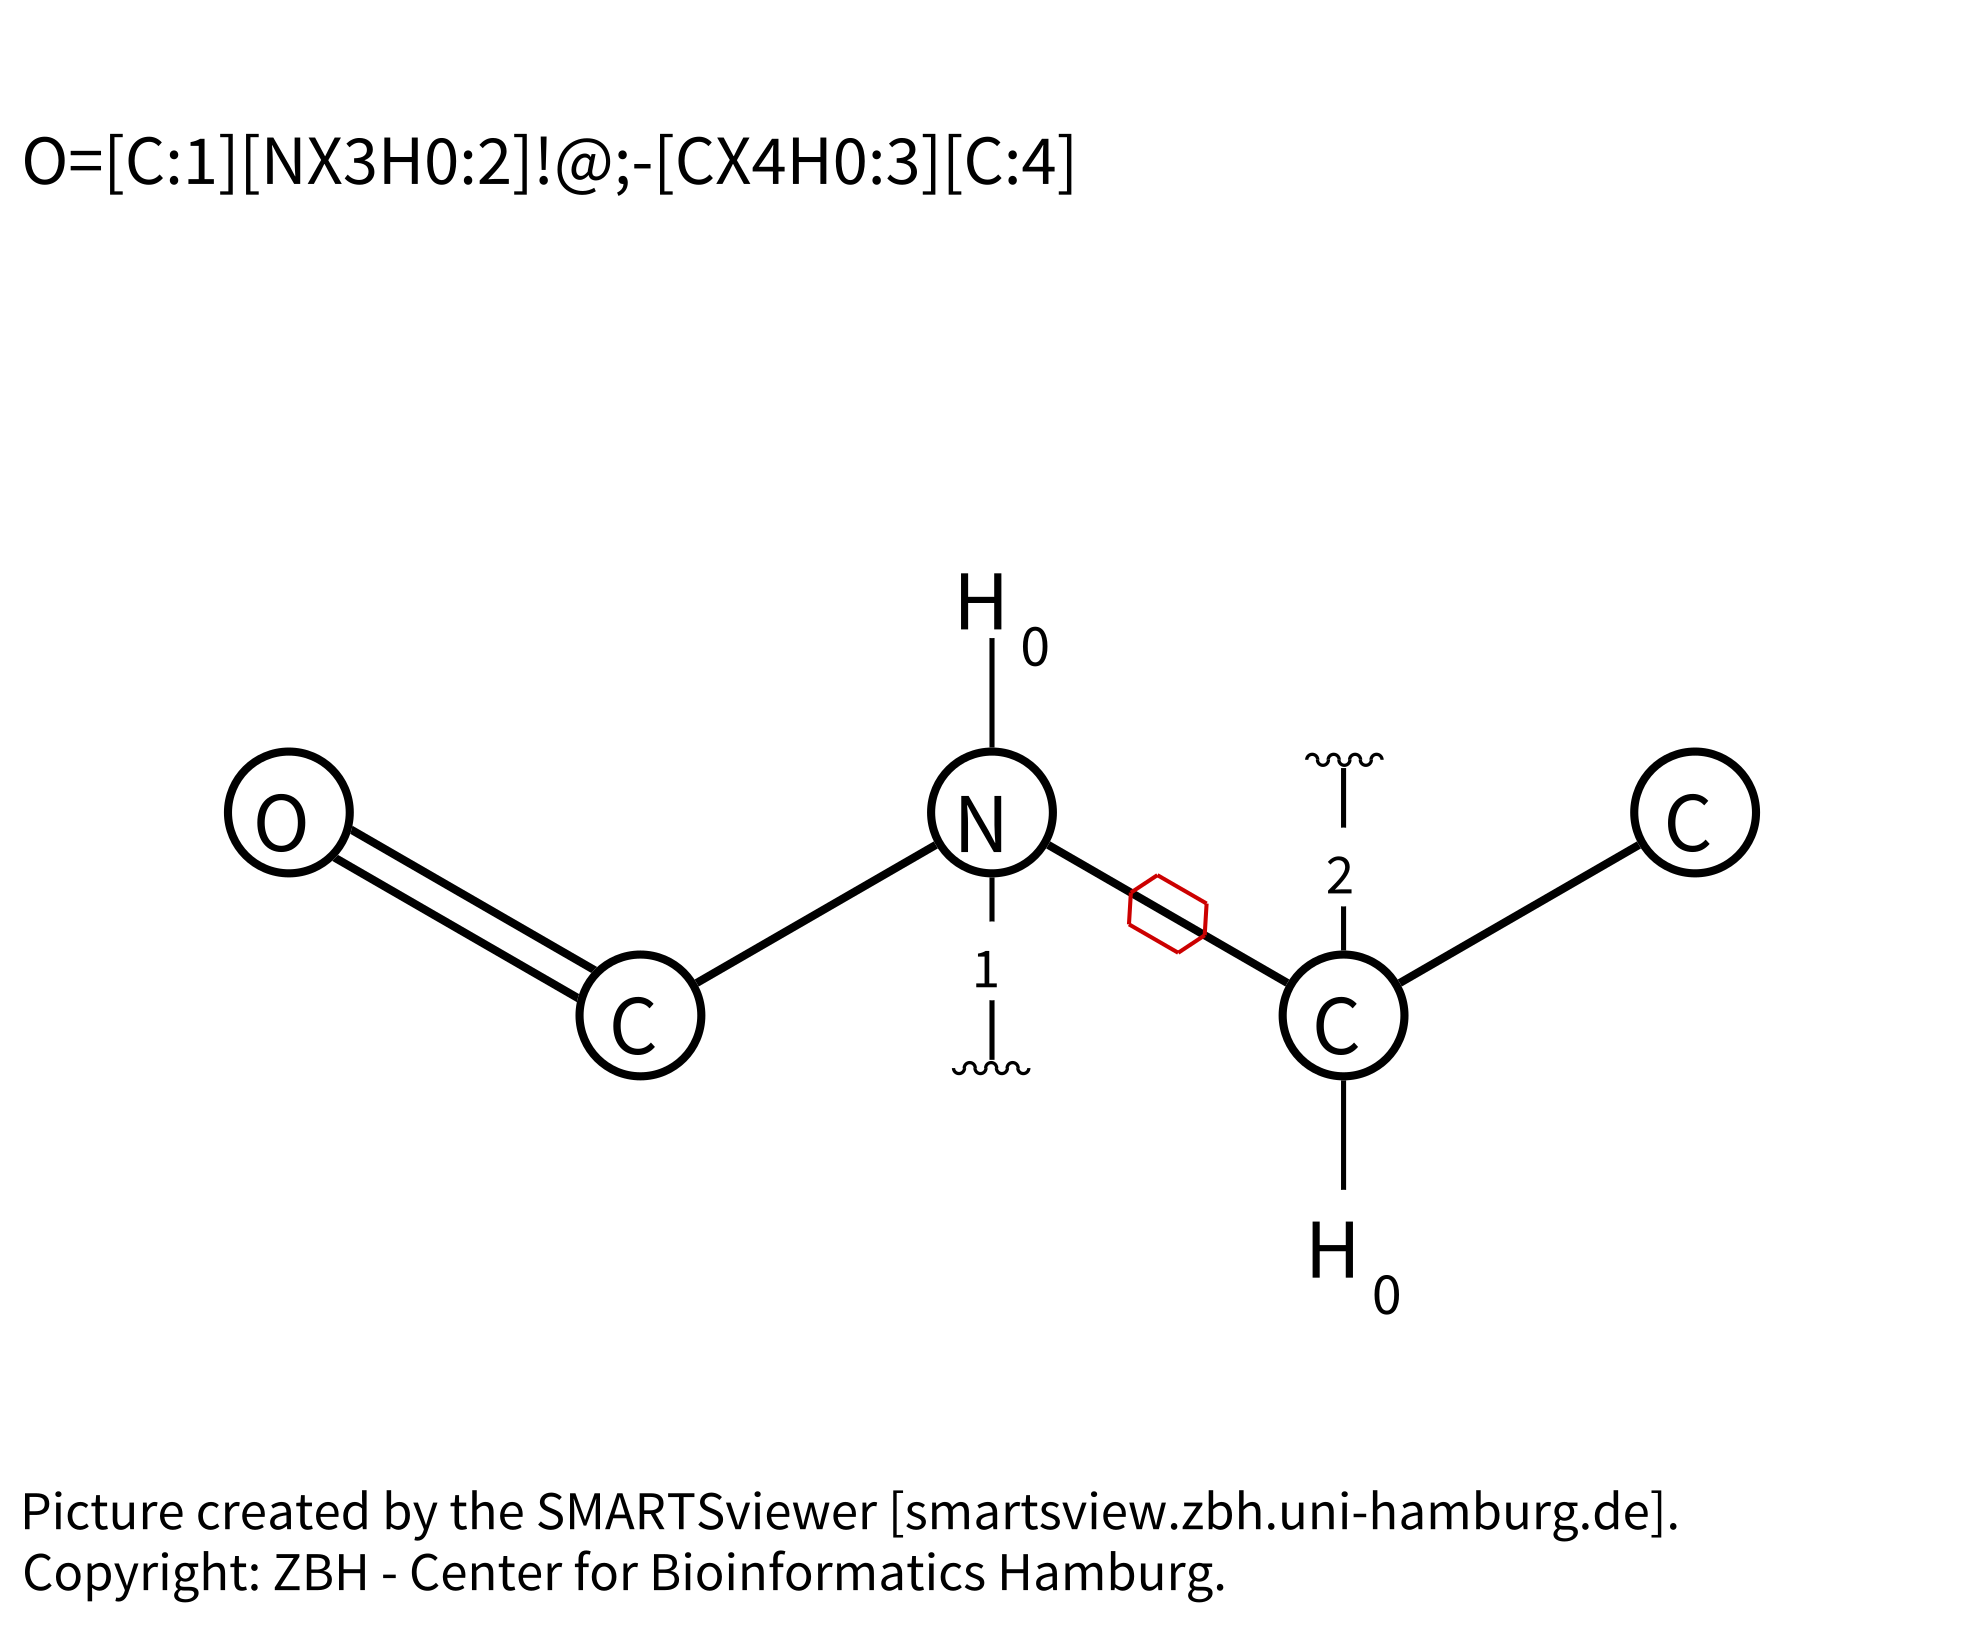 O=[C:1][NX3H0:2]!@;-[CX4H0:3][C:4]
H
0
O
N
2
C
1
C
C
H
0
Picture created by the SMARTSviewer [smartsview.zbh.uni-hamburg.de].
Copyright: ZBH - Center for Bioinformatics Hamburg.